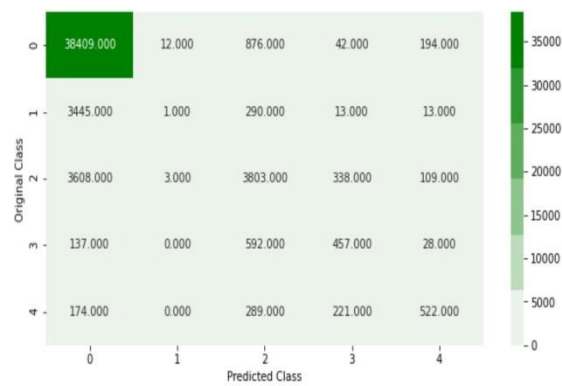 0 38409.000 12.000 876.000 42.000 194.000
1 3445.000 1.000 290.000 13.000 13.000
2 3608.000 3.000 3803.000 338.000 109.000
3 137.000 0.000 592.000 457.000 28.000
4 174.000 0.000 289.000 221.000 522.000
0 1 2 3 4
Original Class
Predicted Class
35000
30000
25000
20000
15000
10000
5000
0